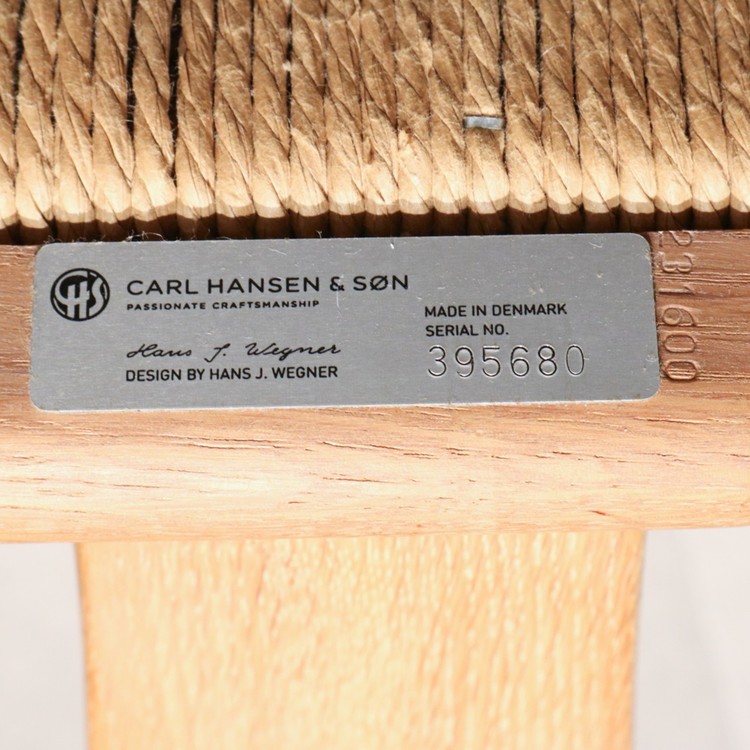 CHS
CARL HANSEN & SØN
PASSIONATE CRAFTSMANSHIP
Hans J. Wegner
DESIGN BY HANS J. WEGNER
MADE IN DENMARK
SERIAL NO.
395680
231600